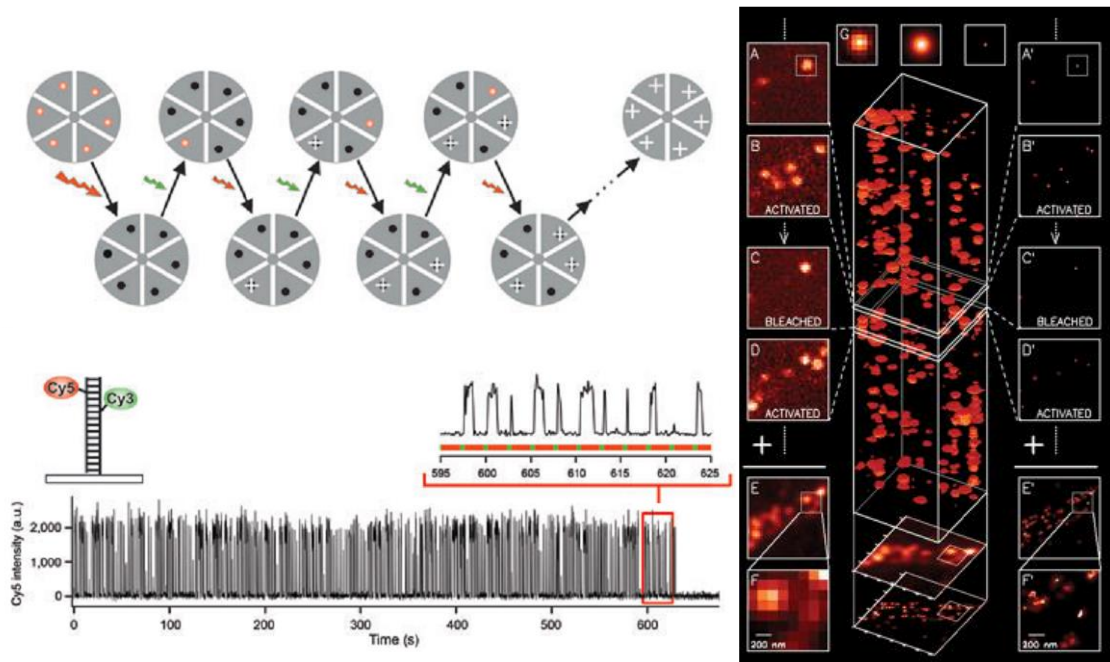 Cy5
Cy3
595 600 605 610 615 620 625
Cy5 intensity (a.u.)
2,000
1,000
0
0 100 200 300 400 500 600
Time (s)
G
A
A'
B
ACTIVATED
B'
ACTIVATED
C
BLEACHED
C'
BLEACHED
D
ACTIVATED
D'
ACTIVATED
+
+
E
E'
F
200 nm
F'
200 nm